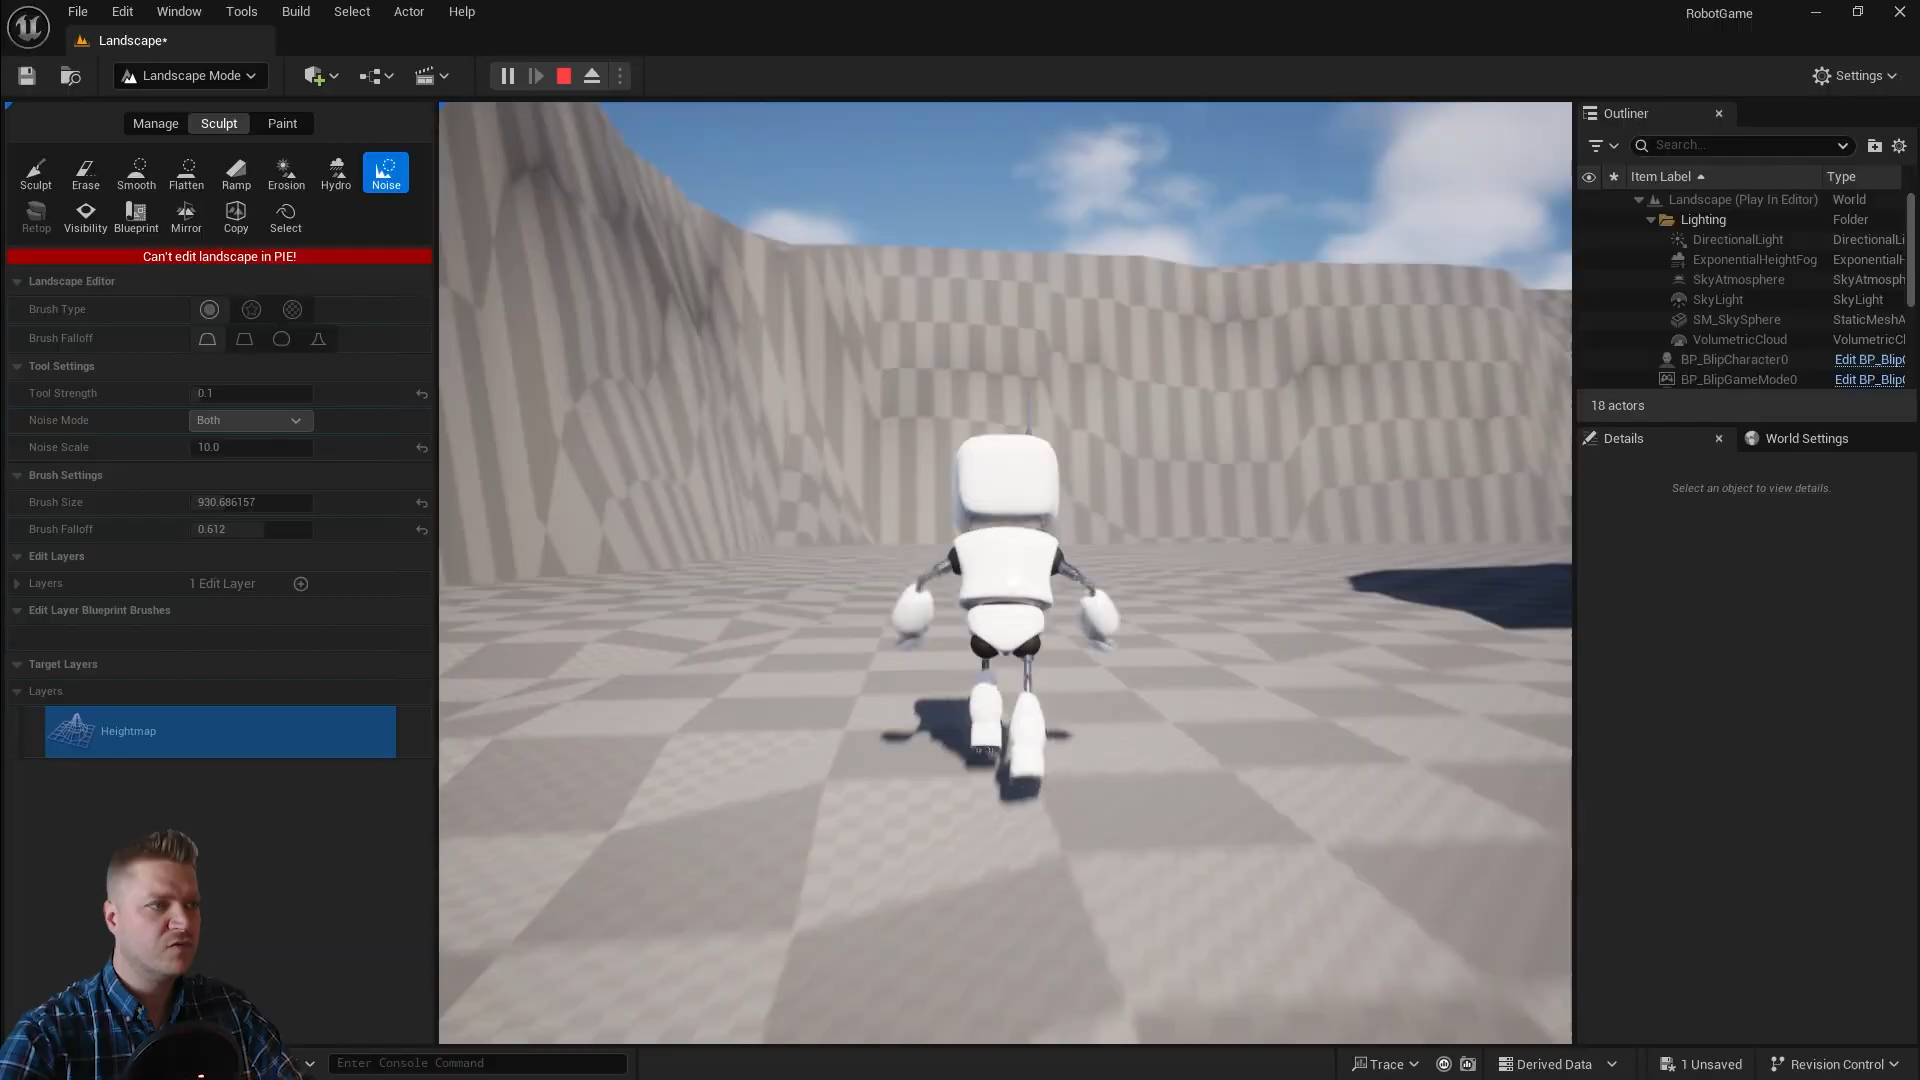 File Edit Window Tools Build Select Actor Help
RobotGame
Landscape*
Landscape Mode
Settings
Manage Sculpt Paint
Sculpt Erase Smooth Flatten Ramp Erosion Hydro Noise
Retop Visibility Blueprint Mirror Copy Select
Can't edit landscape in PIE!
Landscape Editor
Brush Type
Brush Falloff
Tool Settings
Tool Strength 0.1
Noise Mode Both
Noise Scale 10.0
Brush Settings
Brush Size 930.686157
Brush Falloff 0.612
Edit Layers
Layers 1 Edit Layer
Edit Layer Blueprint Brushes
Target Layers
Layers
Heightmap
Outliner
Search...
Item Label Type
Landscape (Play In Editor) World
Lighting Folder
DirectionalLight DirectionalLi
ExponentialHeightFog ExponentialH
SkyAtmosphere SkyAtmosph
SkyLight SkyLight
SM_SkySphere StaticMeshA
VolumetricCloud VolumetricCl
BP_BlipCharacter0 Edit BP_BlipC
BP_BlipGameMode0 Edit BP_BlipC
18 actors
Details World Settings
Select an object to view details.
Enter Console Command
Trace Derived Data 1 Unsaved Revision Control